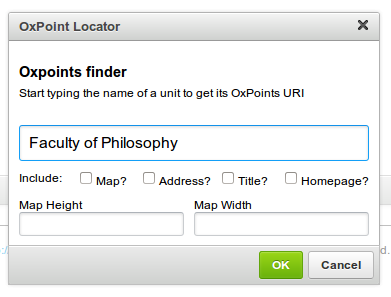 OxPoint Locator
Oxpoints finder
Start typing the name of a unit to get its OxPoints URI
Faculty of Philosophy
Include: Map? Address? Title? Homepage?
Map Height Map Width
OK Cancel